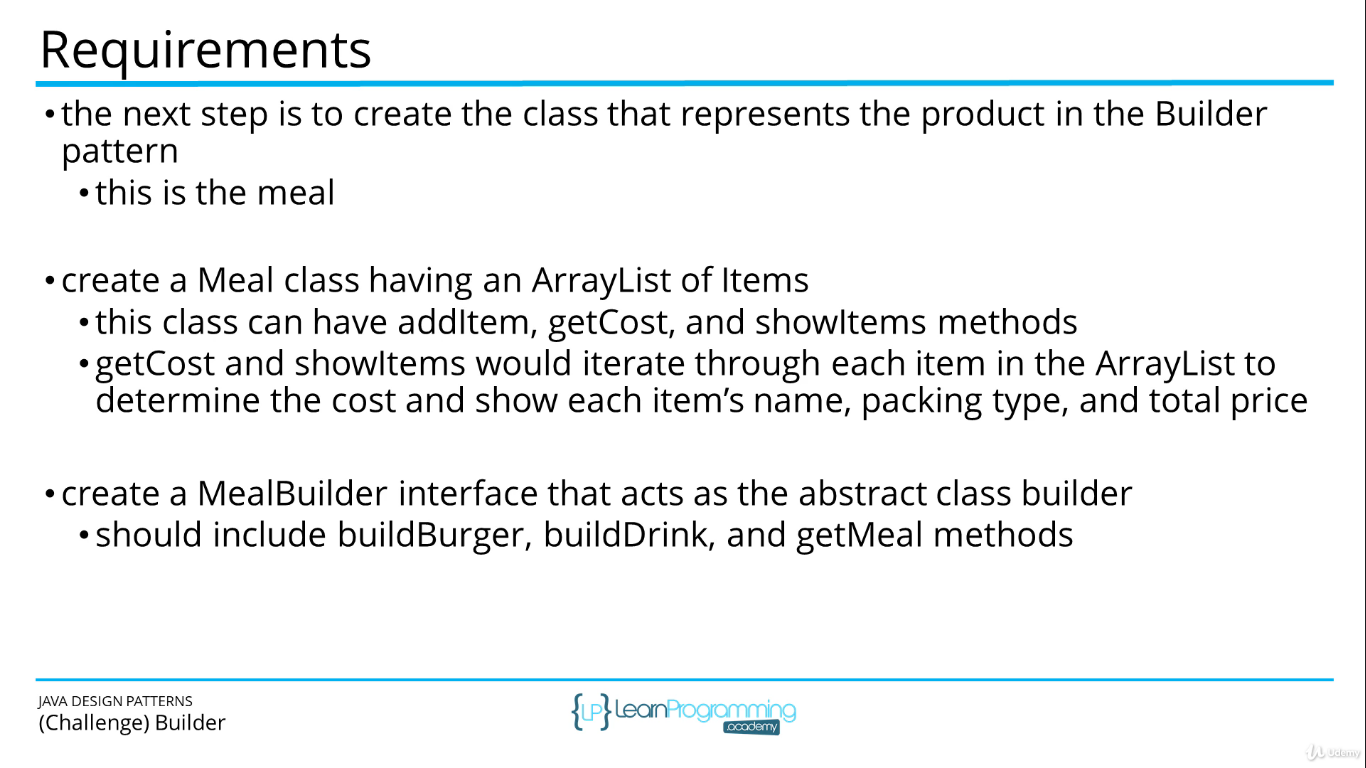 Requirements
• the next step is to create the class that represents the product in the Builder
pattern
• this is the meal
• create a Meal class having an ArrayList of Items
• this class can have addItem, getCost, and showItems methods
• getCost and showItems would iterate through each item in the ArrayList to
determine the cost and show each item’s name, packing type, and total price
• create a MealBuilder interface that acts as the abstract class builder
• should include buildBurger, buildDrink, and getMeal methods
JAVA DESIGN PATTERNS
(Challenge) Builder
{LP} LearnProgramming
.academy
Udemy